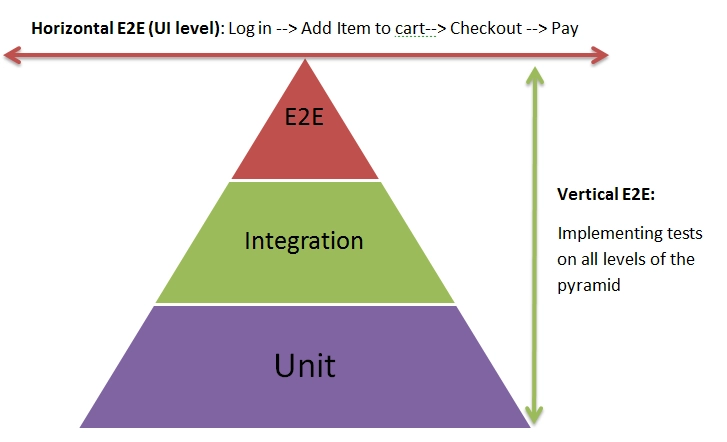 Horizontal E2E (UI level): Log in --> Add Item to cart--> Checkout --> Pay
E2E
Integration
Unit
Vertical E2E:
Implementing tests
on all levels of the
pyramid